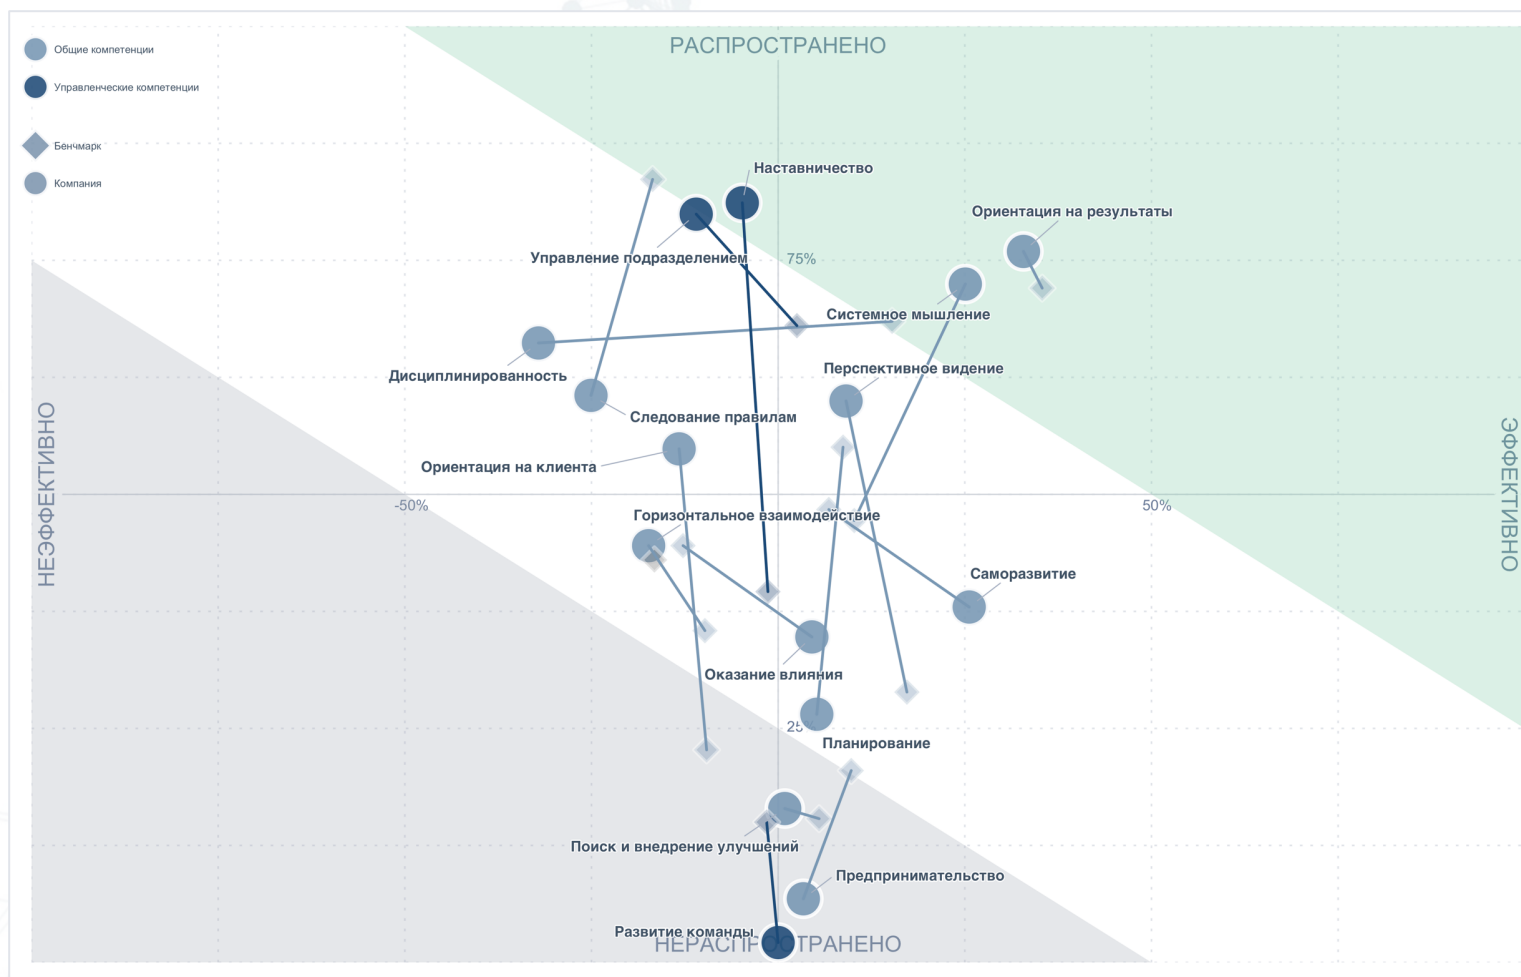 РАСПРОСТРАНЕНО
Общие компетенции
Управленческие компетенции
Бенчмарк
Компания
Наставничество
Ориентация на результаты
Управление подразделением
75%
Системное мышление
Перспективное видение
Дисциплинированность
Следование правилам
Ориентация на клиента
НЕЭФФЕКТИВНО
ЭФФЕКТИВНО
-50%
50%
Горизонтальное взаимодействие
Саморазвитие
Оказание влияния
25%
Планирование
Поиск и внедрение улучшений
Предпринимательство
Развитие команды
НЕРАСПРОСТРАНЕНО